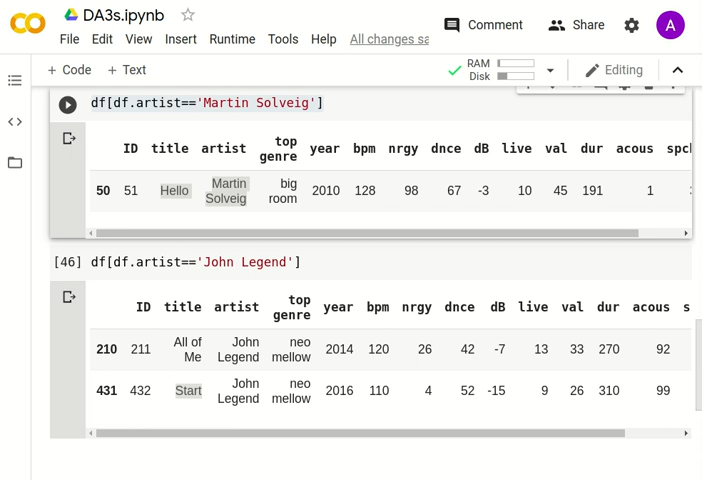 DA3s.ipynb
Comment Share A
File Edit View Insert Runtime Tools Help All changes sa
+ Code + Text RAM Disk Editing
df[df.artist=='Martin Solveig']
ID title artist top genre year bpm nrgy dnce dB live val dur acous spcl
50 51 Hello Martin Solveig big room 2010 128 98 67 -3 10 45 191 1
[46] df[df.artist=='John Legend']
ID title artist top genre year bpm nrgy dnce dB live val dur acous s
210 211 All of Me John Legend neo mellow 2014 120 26 42 -7 13 33 270 92
431 432 Start John Legend neo mellow 2016 110 4 52 -15 9 26 310 99